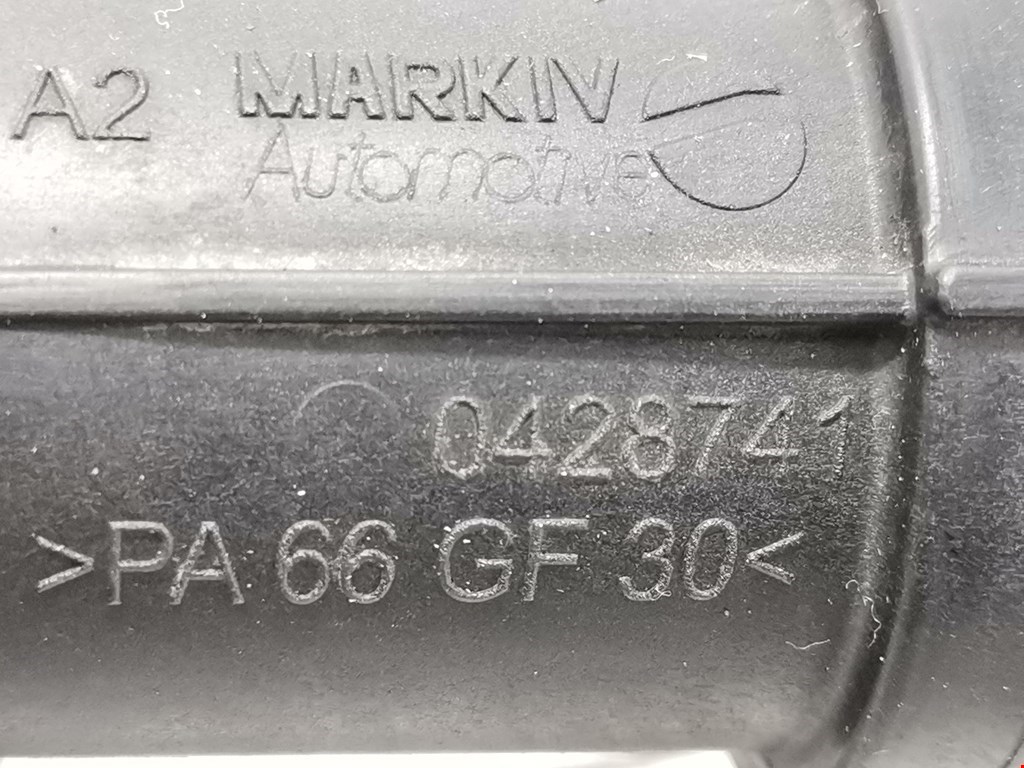 A2 MARKIV
Automotive
0428741
>PA 66 GF 30<